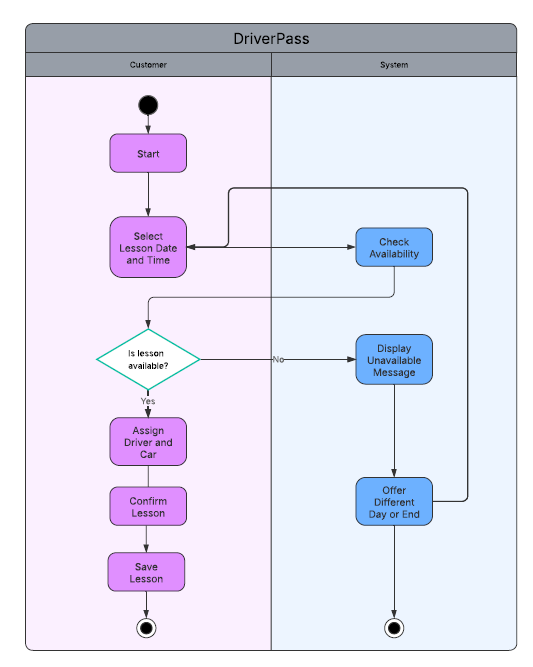 DriverPass
Customer
System
Start
Select
Lesson Date
and Time
Check
Availability
Is lesson
available?
No
Display
Unavailable
Message
Yes
Assign
Driver and
Car
Confirm
Lesson
Offer
Different
Day or End
Save
Lesson